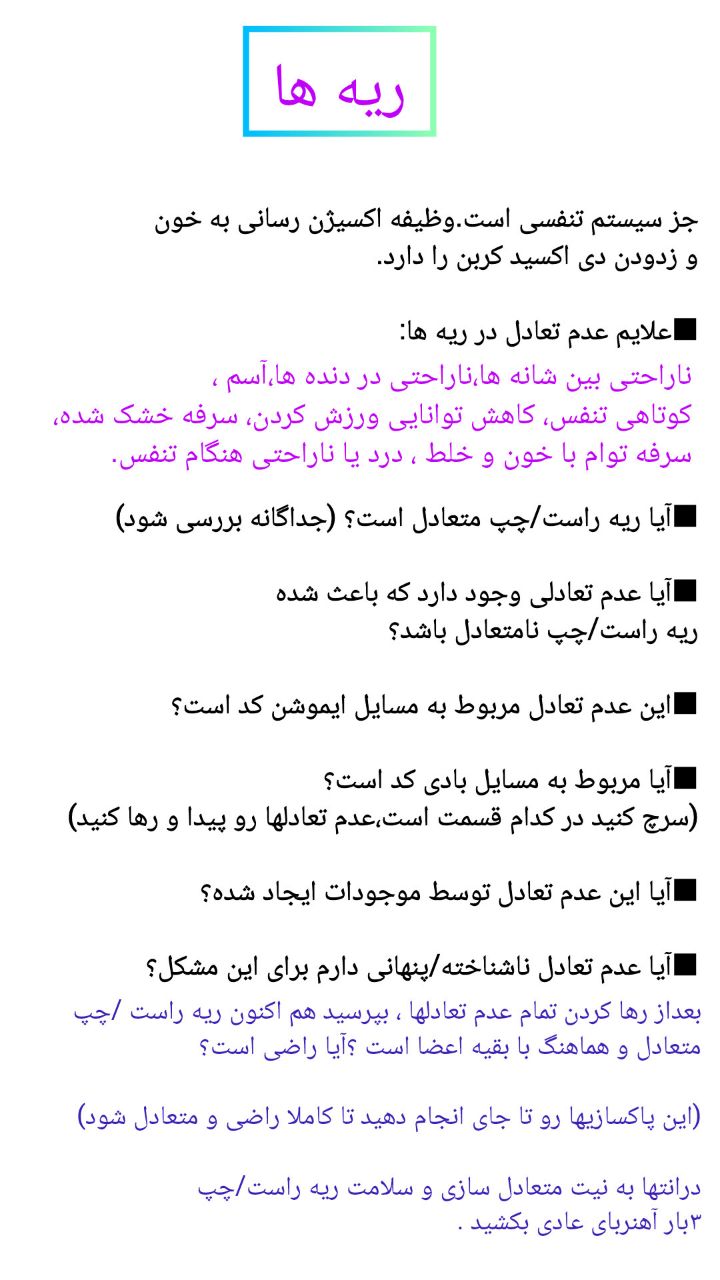 ریه ها
جز سیستم تنفسی است.وظیفه اکسیژن رسانی به خون
و زدودن دی اکسید کربن را دارد.
■علایم عدم تعادل در ریه ها:
ناراحتی بین شانه ها،ناراحتی در دنده ها،آسم ،
کوتاهی تنفس، کاهش توانایی ورزش کردن، سرفه خشک شده،
سرفه توام با خون و خلط ، درد یا ناراحتی هنگام تنفس.
■آیا ریه راست/چپ متعادل است؟ (جداگانه بررسی شود)
■آیا عدم تعادلی وجود دارد که باعث شده
ریه راست/چپ نامتعادل باشد؟
■این عدم تعادل مربوط به مسایل ایموشن کد است؟
■آیا مربوط به مسایل بادی کد است؟
(سرچ کنید در کدام قسمت است،عدم تعادلها رو پیدا و رها کنید)
■آیا این عدم تعادل توسط موجودات ایجاد شده؟
■آیا عدم تعادل ناشناخته/پنهانی دارم برای این مشکل؟
بعداز رها کردن تمام عدم تعادلها ، بپرسید هم اکنون ریه راست /چپ
متعادل و هماهنگ با بقیه اعضا است ؟آیا راضی است؟
(این پاکسازیها رو تا جای انجام دهید تا کاملا راضی و متعادل شود)
درانتها به نیت متعادل سازی و سلامت ریه راست/چپ
۳بار آهنربای عادی بکشید .